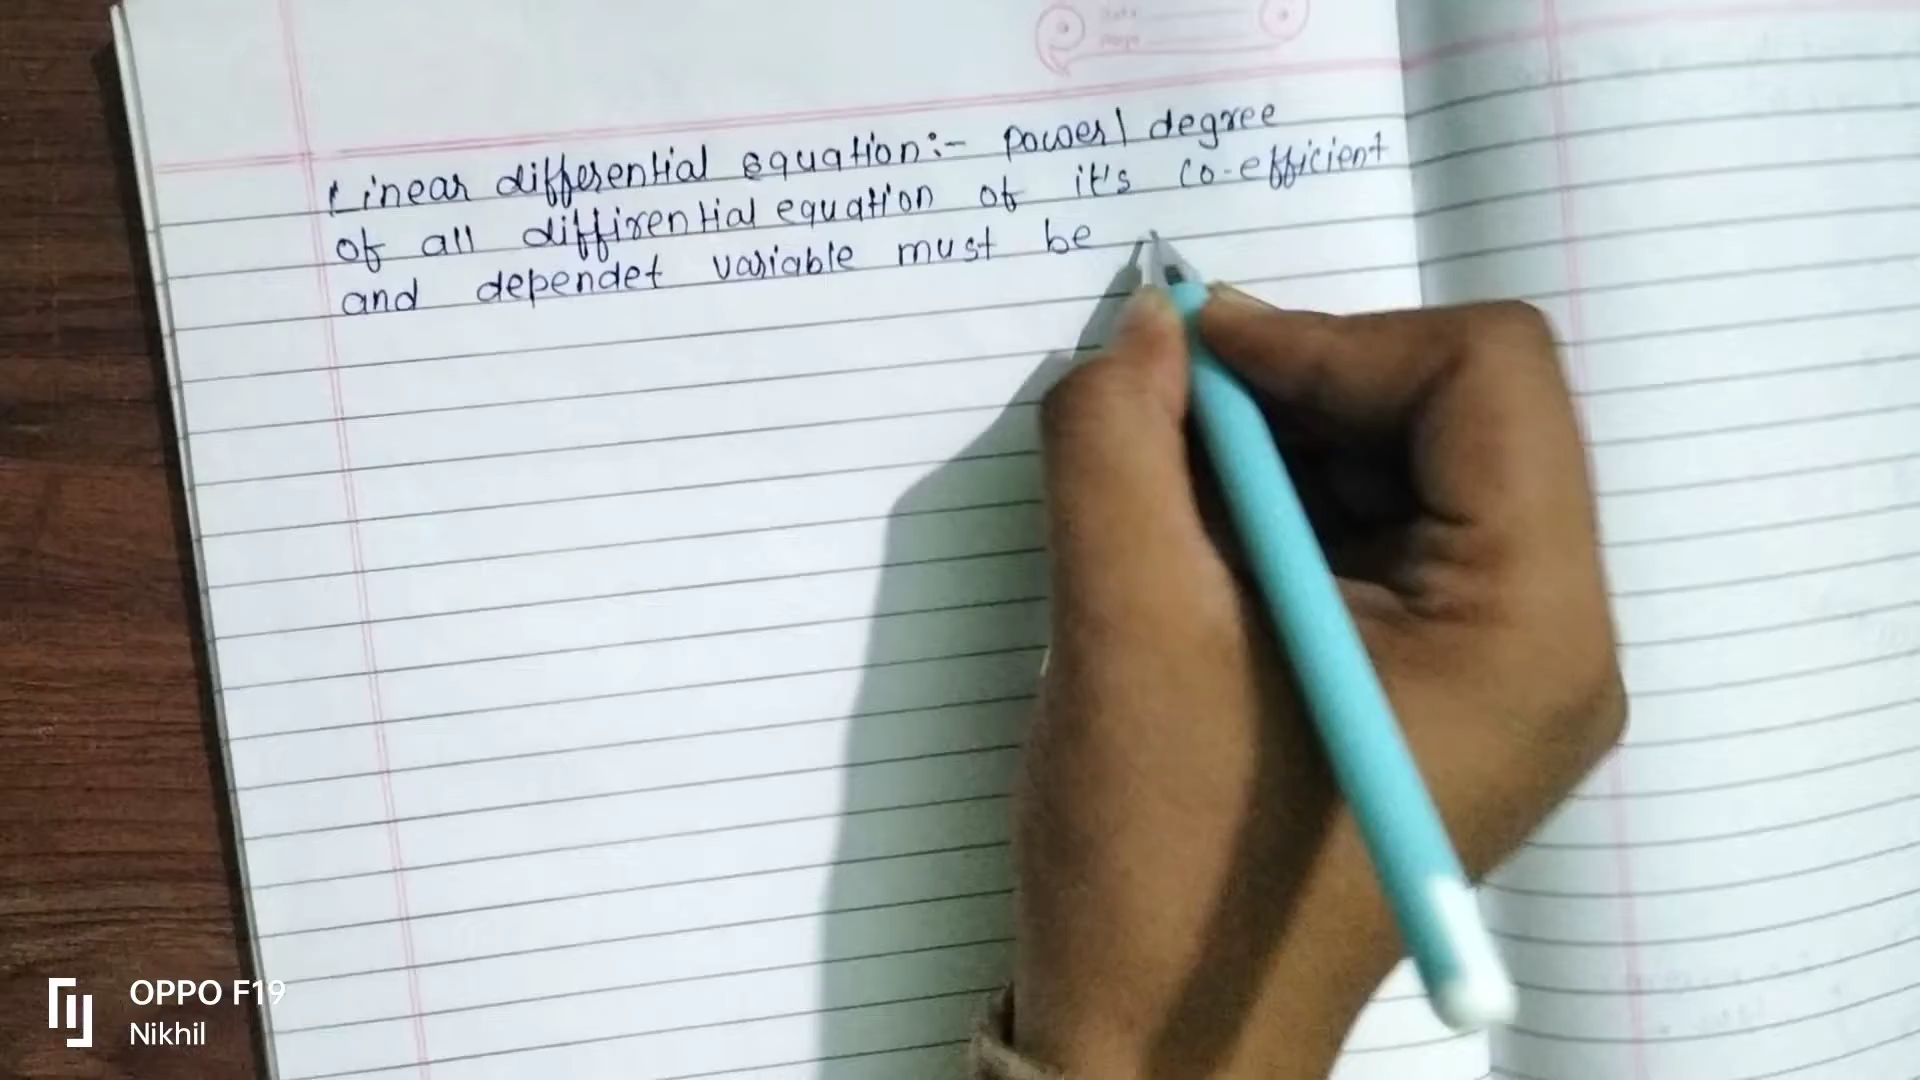 Linear differential equation:- power/ degree
of all diffirential equation of it's co-efficient
and dependet variable must be
OPPO F19
Nikhil